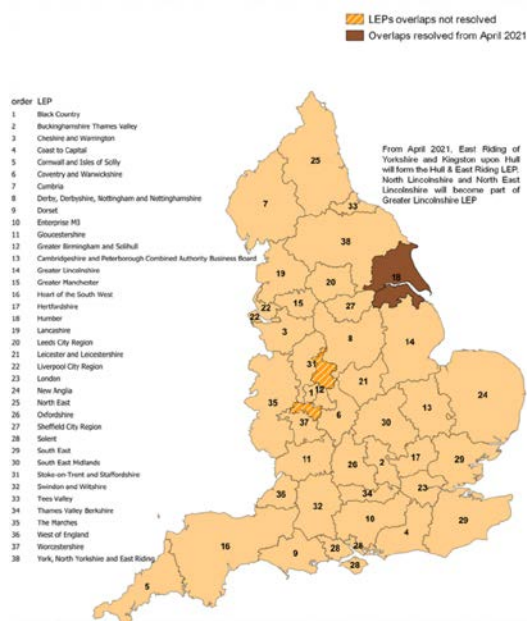 LEPs overlaps not resolved
Overlaps resolved from April 2021
order LEP
1 Black Country
2 Buckinghamshire Thames Valley
3 Cheshire and Warrington
4 Coast to Capital
5 Cornwall and Isles of Scilly
6 Coventry and Warwickshire
7 Cumbria
8 Derby, Derbyshire, Nottingham and Nottinghamshire
9 Dorset
10 Enterprise M3
11 Gloucestershire
12 Greater Birmingham and Solihull
13 Cambridgeshire and Peterborough Combined Authority Business Board
14 Greater Lincolnshire
15 Greater Manchester
16 Heart of the South West
17 Hertfordshire
18 Humber
19 Lancashire
20 Leeds City Region
21 Leicester and Leicestershire
22 Liverpool City Region
23 London
24 New Anglia
25 North East
26 Oxfordshire
27 Sheffield City Region
28 Solent
29 South East
30 South East Midlands
31 Stoke-on-Trent and Staffordshire
32 Swindon and Wiltshire
33 Tees Valley
34 Thames Valley Berkshire
35 The Marches
36 West of England
37 Worcestershire
38 York, North Yorkshire and East Riding
From April 2021, East Riding of
Yorkshire and Kingston upon Hull
will form the Hull & East Riding LEP.
North Lincolnshire and North East
Lincolnshire will become part of
Greater Lincolnshire LEP
25
7
33
38
18
19
20
22
15
27
22
3
8
14
31
1
12
21
24
35
6
13
37
30
11
26
2
17
29
36
34
23
32
10
29
16
4
9
28
28
28
5